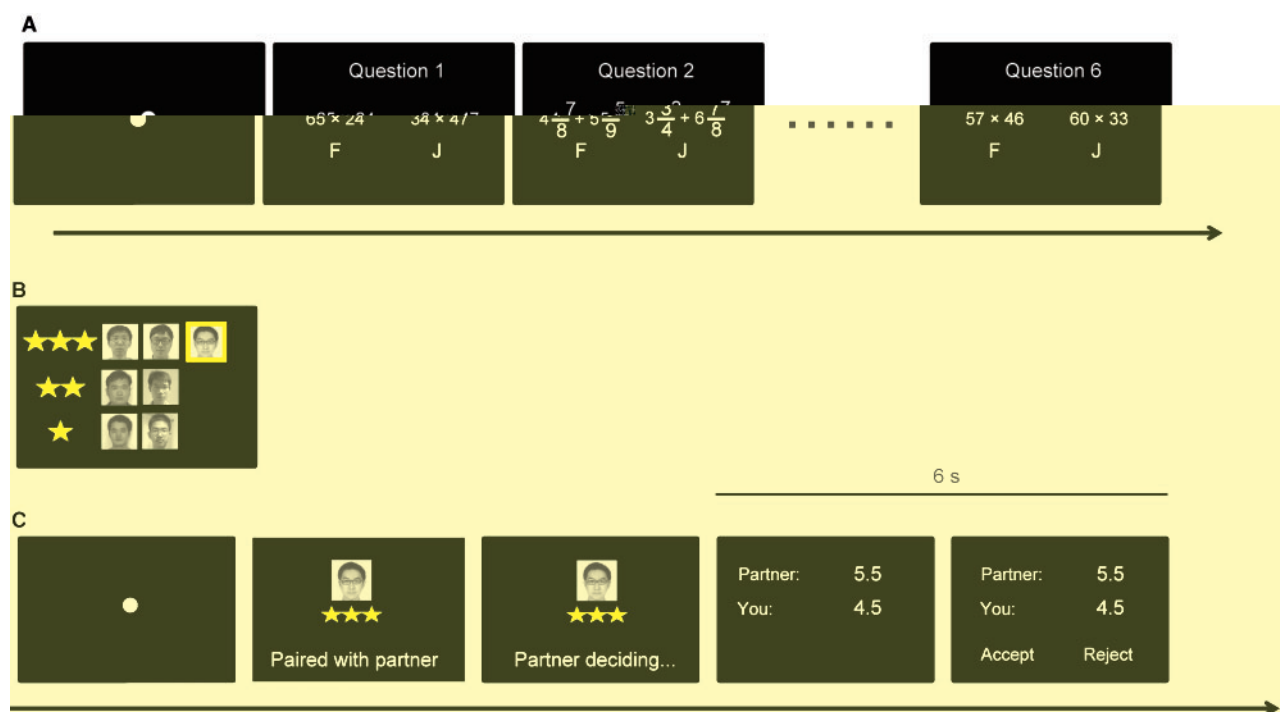 A
Question 1
Question 2
Question 6
57 × 46 60 × 33
F J
F J
F J
B
6 s
C
Partner: 5.5
You: 4.5
Partner: 5.5
You: 4.5
Paired with partner
Partner deciding...
Accept Reject